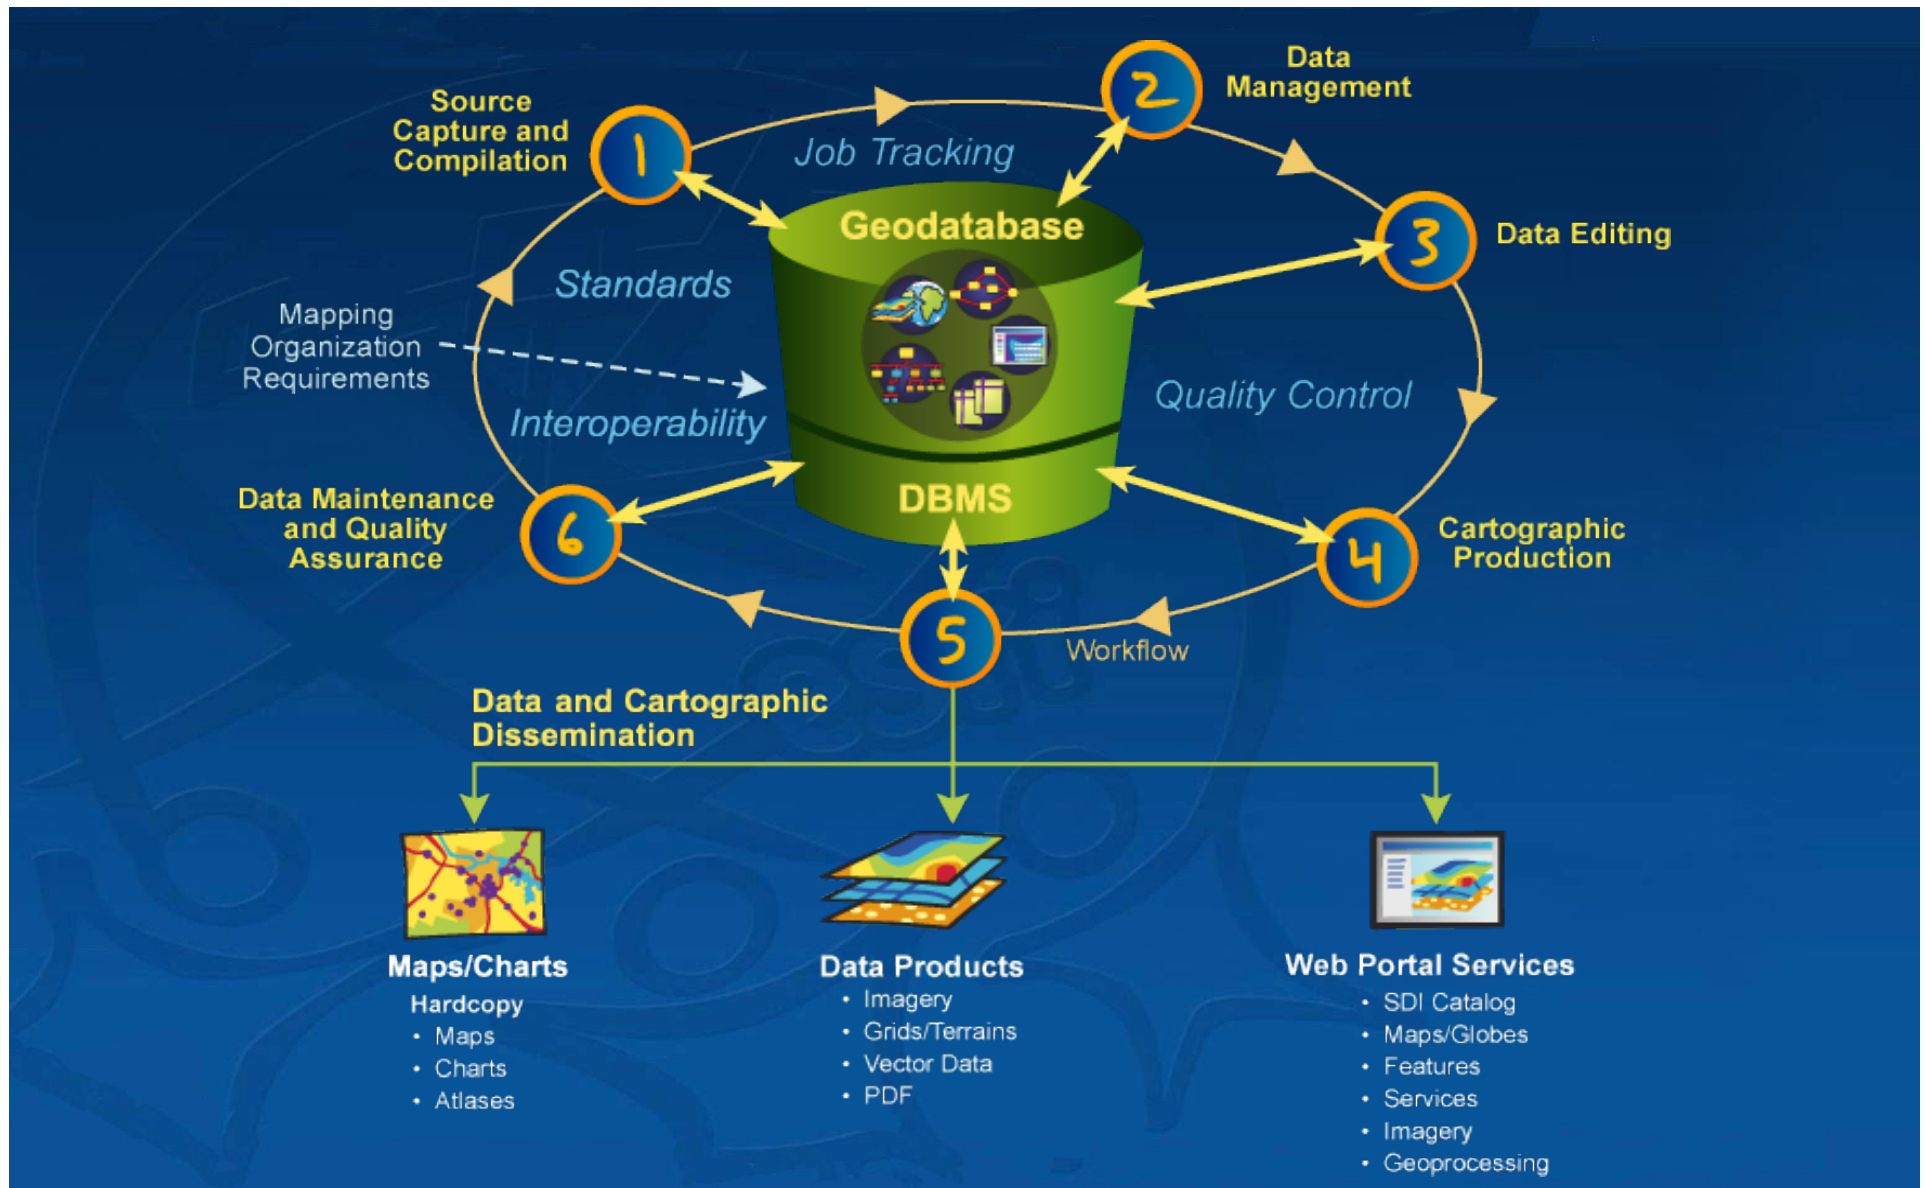 Source
Capture and
Compilation
1
2
Data
Management
Job Tracking
Geodatabase
3
Data Editing
Standards
Mapping
Organization
Requirements
Interoperability
Quality Control
Data Maintenance
and Quality
Assurance
6
DBMS
4
Cartographic
Production
5
Workflow
esri
Data and Cartographic
Dissemination
Maps/Charts
Hardcopy
• Maps
• Charts
• Atlases
Data Products
• Imagery
• Grids/Terrains
• Vector Data
• PDF
Web Portal Services
• SDI Catalog
• Maps/Globes
• Features
• Services
• Imagery
• Geoprocessing